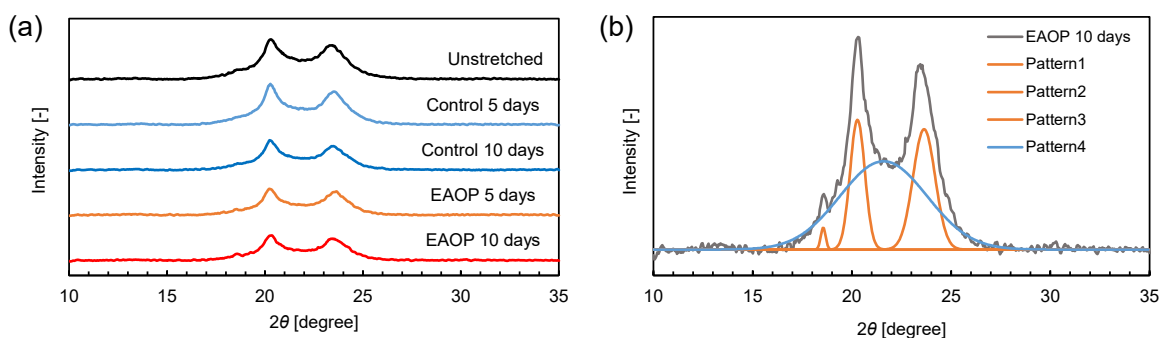 (a)
Intensity [-]
Unstretched
Control 5 days
Control 10 days
EAOP 5 days
EAOP 10 days
10 15 20 25 30 35
2θ [degree]
(b)
Intensity [-]
EAOP 10 days
Pattern1
Pattern2
Pattern3
Pattern4
10 15 20 25 30 35
2θ [degree]